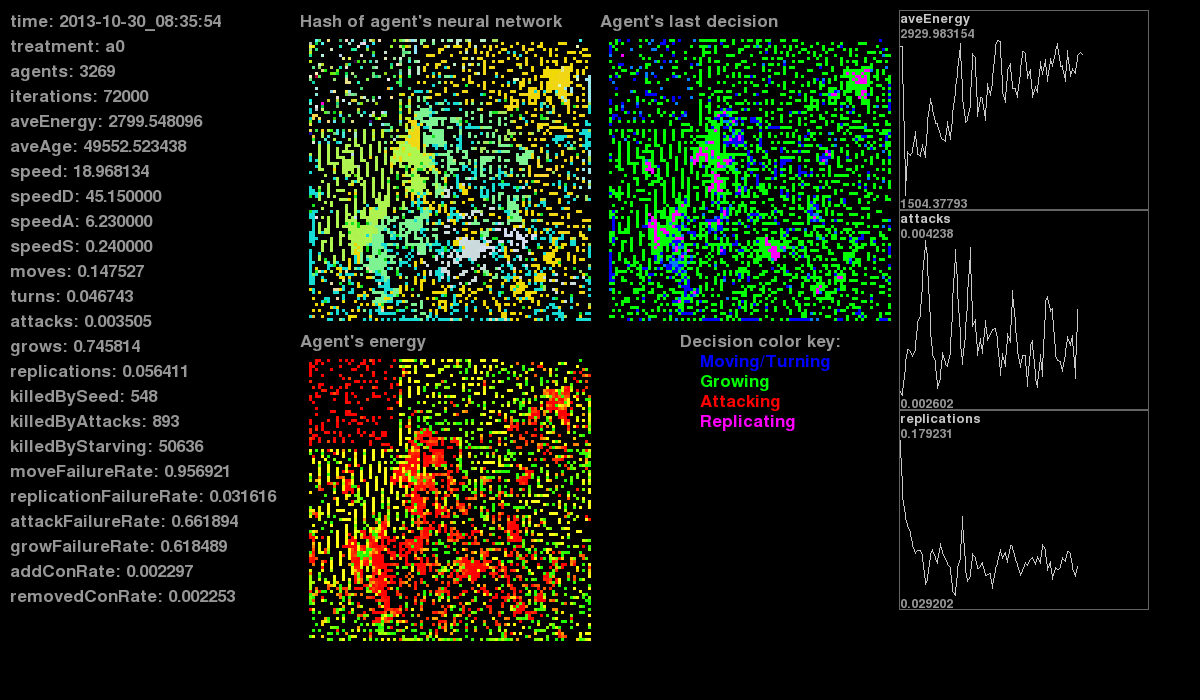 time: 2013-10-30_08:35:54
treatment: a0
agents: 3269
iterations: 72000
aveEnergy: 2799.548096
aveAge: 49552.523438
speed: 18.968134
speedD: 45.150000
speedA: 6.230000
speedS: 0.240000
moves: 0.147527
turns: 0.046743
attacks: 0.003505
grows: 0.745814
replications: 0.056411
killedBySeed: 548
killedByAttacks: 893
killedByStarving: 50636
moveFailureRate: 0.956921
replicationFailureRate: 0.031616
attackFailureRate: 0.661894
growFailureRate: 0.618489
addConRate: 0.002297
removedConRate: 0.002253
Hash of agent's neural network
Agent's last decision
Agent's energy
Decision color key:
Moving/Turning
Growing
Attacking
Replicating
aveEnergy
2929.983154
1504.37793
attacks
0.004238
0.002602
replications
0.179231
0.029202